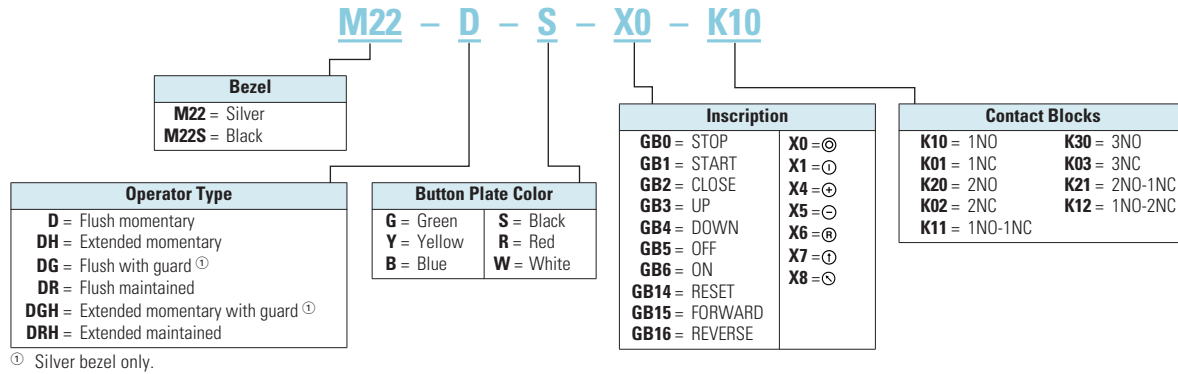 M22 – D – S – X0 – K10
Bezel
M22 = Silver
M22S = Black
Operator Type
D = Flush momentary
DH = Extended momentary
DG = Flush with guard ①
DR = Flush maintained
DGH = Extended momentary with guard ①
DRH = Extended maintained
① Silver bezel only.
Button Plate Color
G = Green
Y = Yellow
B = Blue
S = Black
R = Red
W = White
Inscription
GB0 = STOP
GB1 = START
GB2 = CLOSE
GB3 = UP
GB4 = DOWN
GB5 = OFF
GB6 = ON
GB14 = RESET
GB15 = FORWARD
GB16 = REVERSE
X0 = ◎
X1 = ⏼
X4 = ⊕
X5 = ⊖
X6 = Ⓡ
X7 =
X8 =
Contact Blocks
K10 = 1NO
K01 = 1NC
K20 = 2NO
K02 = 2NC
K11 = 1NO-1NC
K30 = 3NO
K03 = 3NC
K21 = 2NO-1NC
K12 = 1NO-2NC